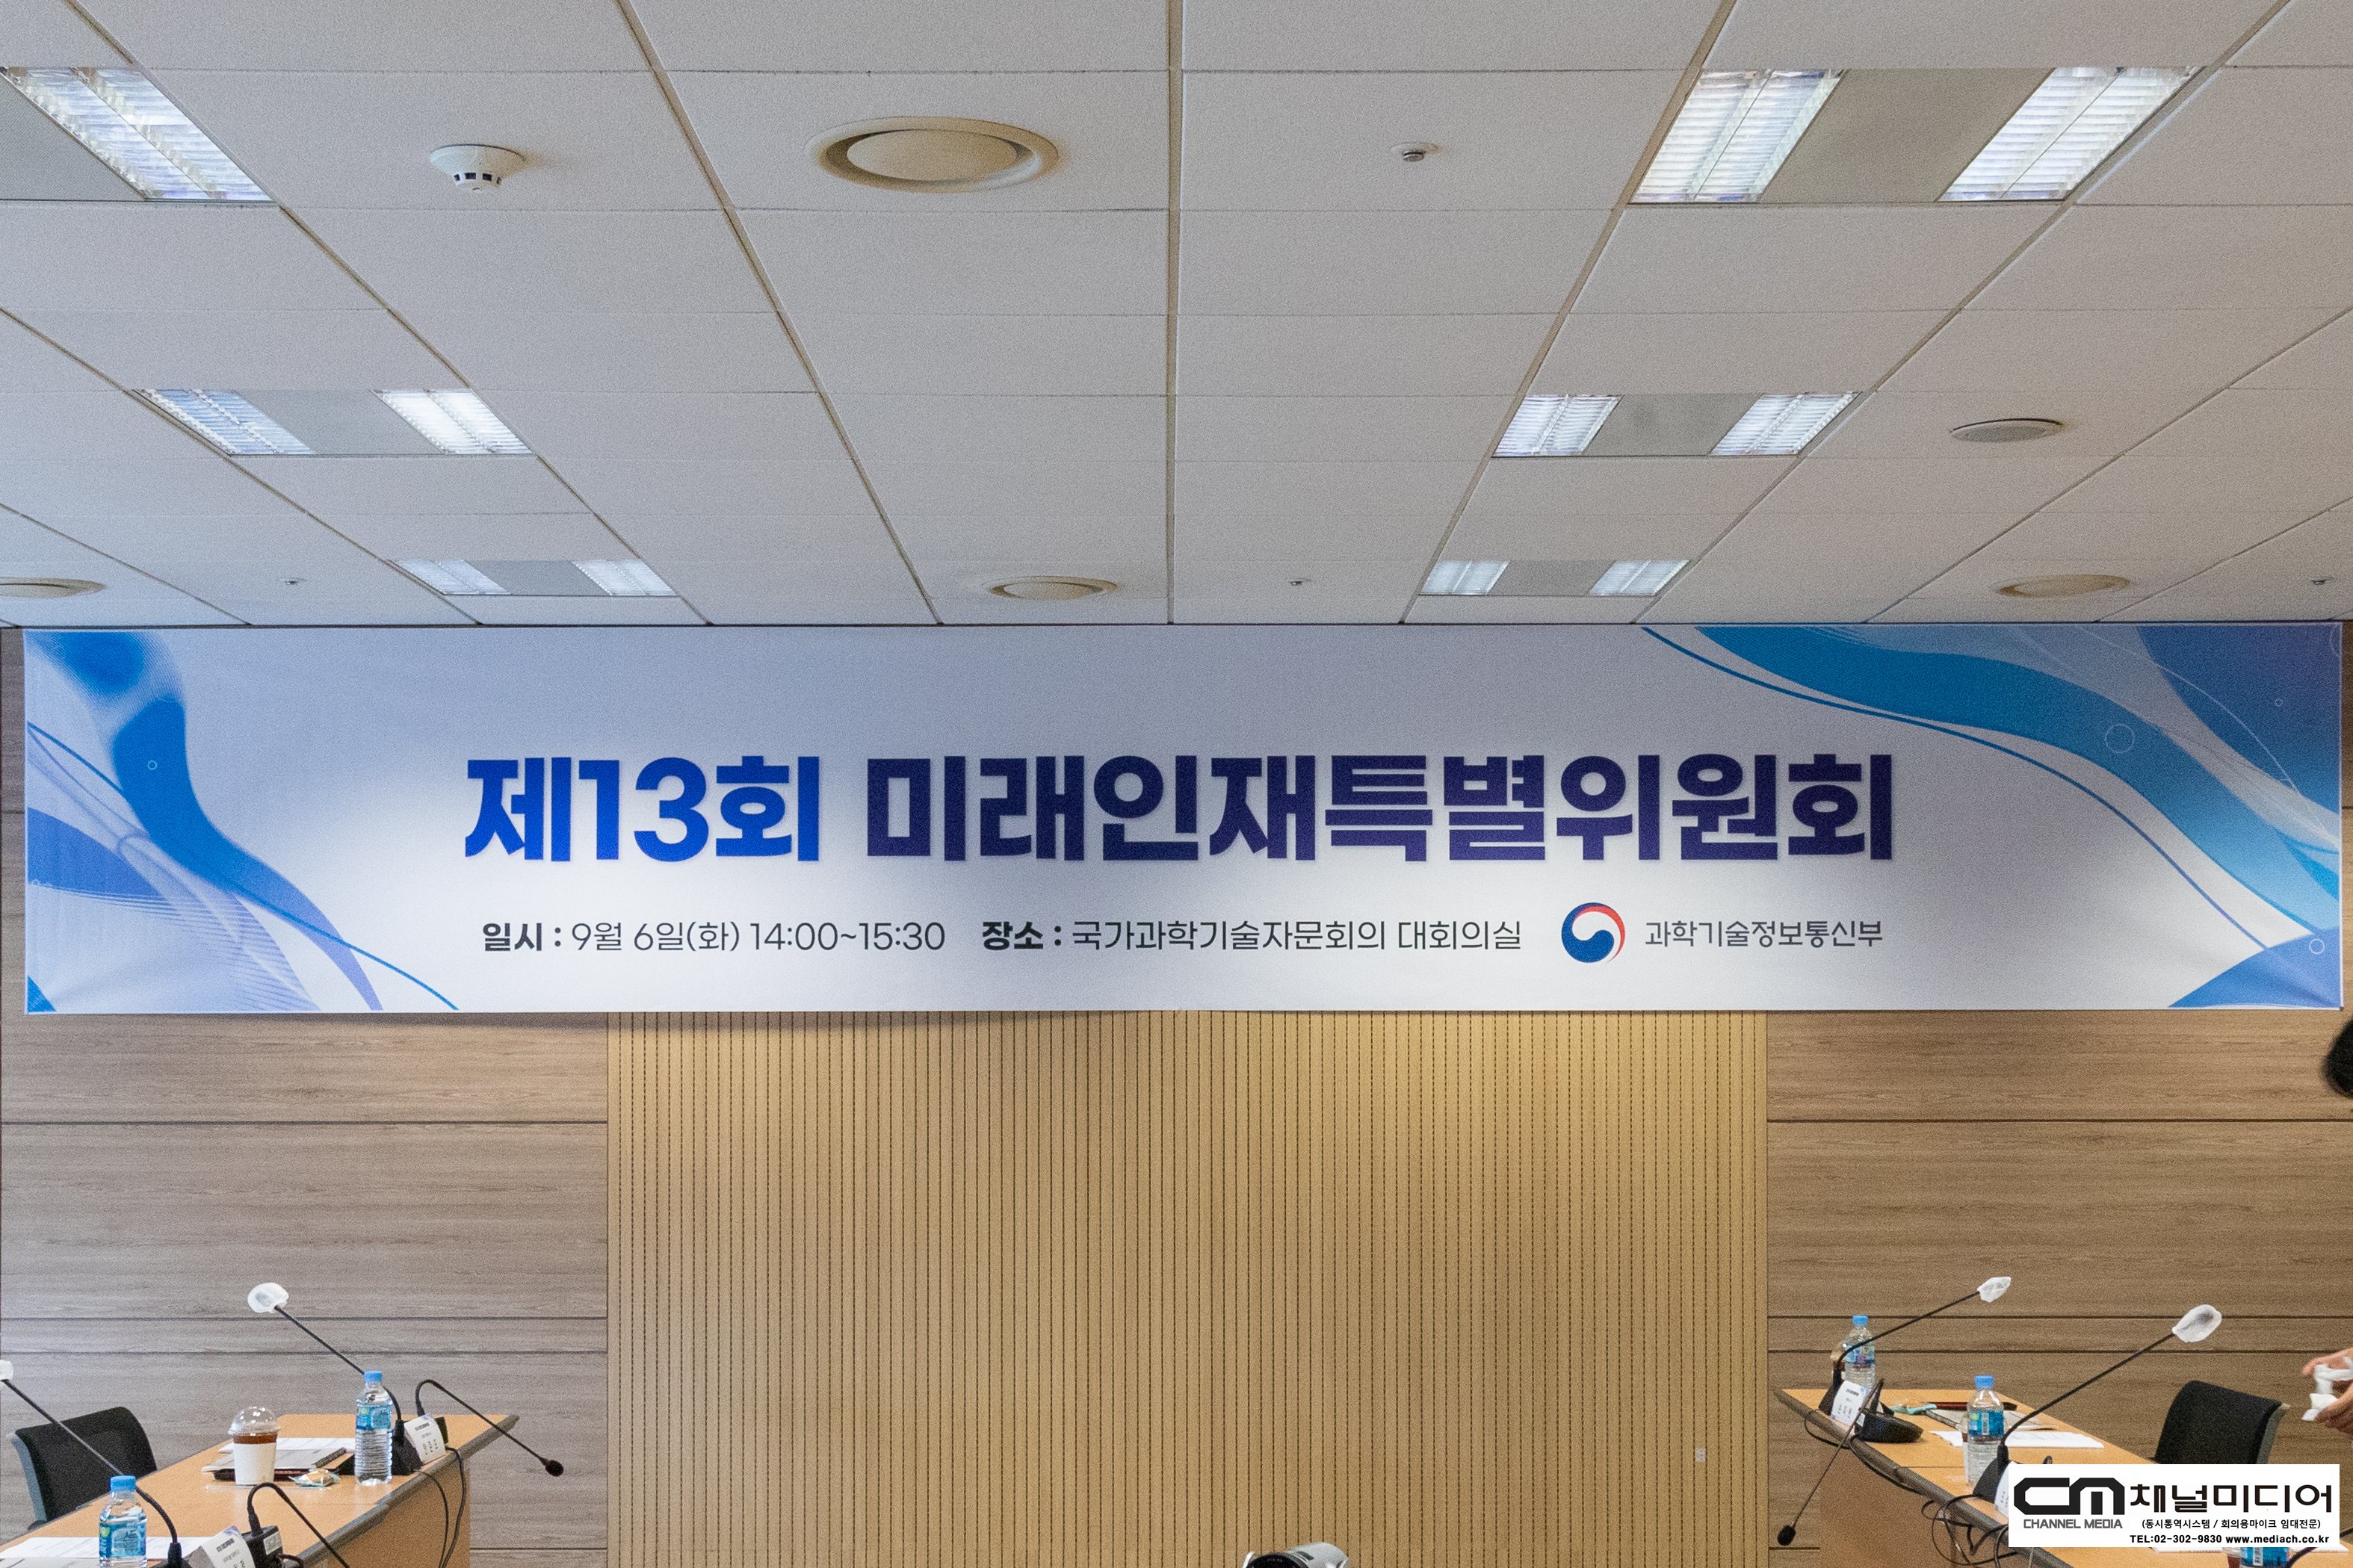 제13회 미래인재특별위원회
일시 : 9월 6일(화) 14:00~15:30 장소 : 국가과학기술자문회의 대회의실 과학기술정보통신부
CM 채널미디어
CHANNEL MEDIA (동시통역시스템 / 회의용마이크 임대전문)
TEL:02-302-9830 www.mediach.co.kr